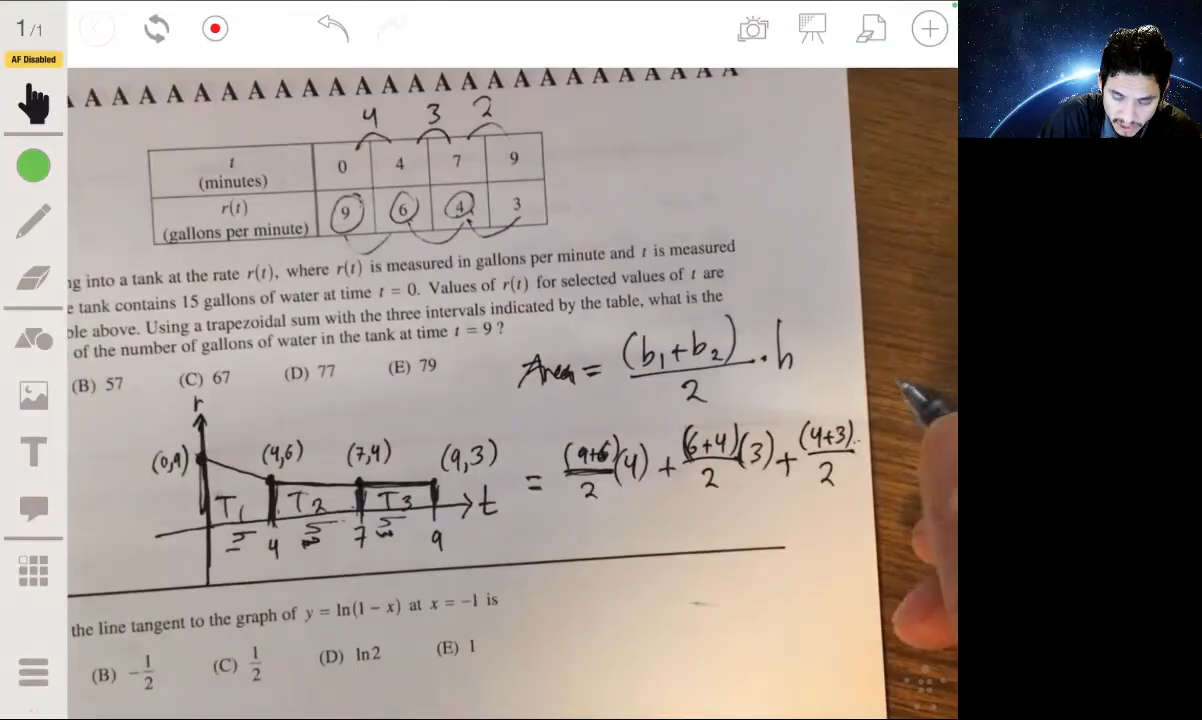 1/1
AF Disabled
A A A A A A A A A A A A A A A A A A A A A A A A
4 3 2
t (minutes) 0 4 7 9
r(t) (gallons per minute) 9 6 4 3
ng into a tank at the rate r(t), where r(t) is measured in gallons per minute and t is measured
e tank contains 15 gallons of water at time t = 0. Values of r(t) for selected values of t are
ble above. Using a trapezoidal sum with the three intervals indicated by the table, what is the
of the number of gallons of water in the tank at time t = 9 ?
(B) 57 (C) 67 (D) 77 (E) 79
Area = (b₁+b₂)/2 · h
r
(0,9) (4,6) (7,4) (9,3)
= (9+6)/2 (4) + (6+4)/2 (3) + (4+3)/2 ·
T₁ T₂ T₃ t
4 7 9
the line tangent to the graph of y = ln(1 − x) at x = −1 is
(B) −1/2 (C) 1/2 (D) ln 2 (E) 1